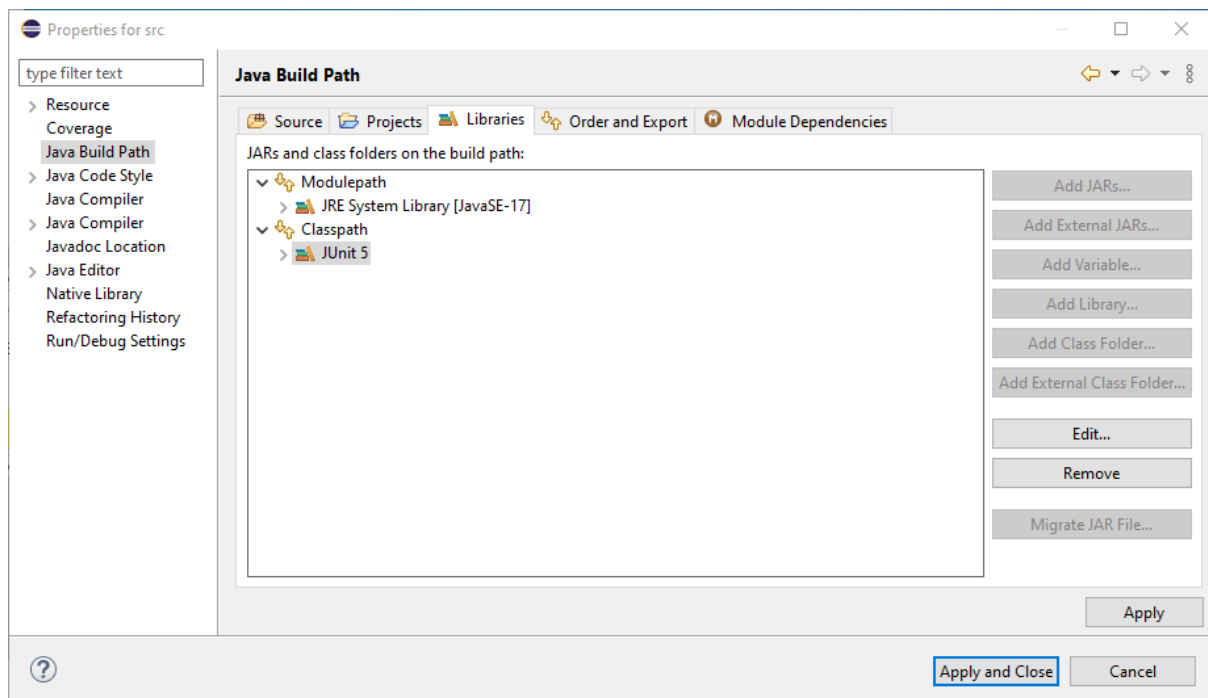 Properties for src
type filter text
Resource
Coverage
Java Build Path
Java Code Style
Java Compiler
Java Compiler
Javadoc Location
Java Editor
Native Library
Refactoring History
Run/Debug Settings
Java Build Path
Source Projects Libraries Order and Export Module Dependencies
JARs and class folders on the build path:
Modulepath
JRE System Library [JavaSE-17]
Classpath
JUnit 5
Add JARs...
Add External JARs...
Add Variable...
Add Library...
Add Class Folder...
Add External Class Folder...
Edit...
Remove
Migrate JAR File...
Apply
?
Apply and Close
Cancel